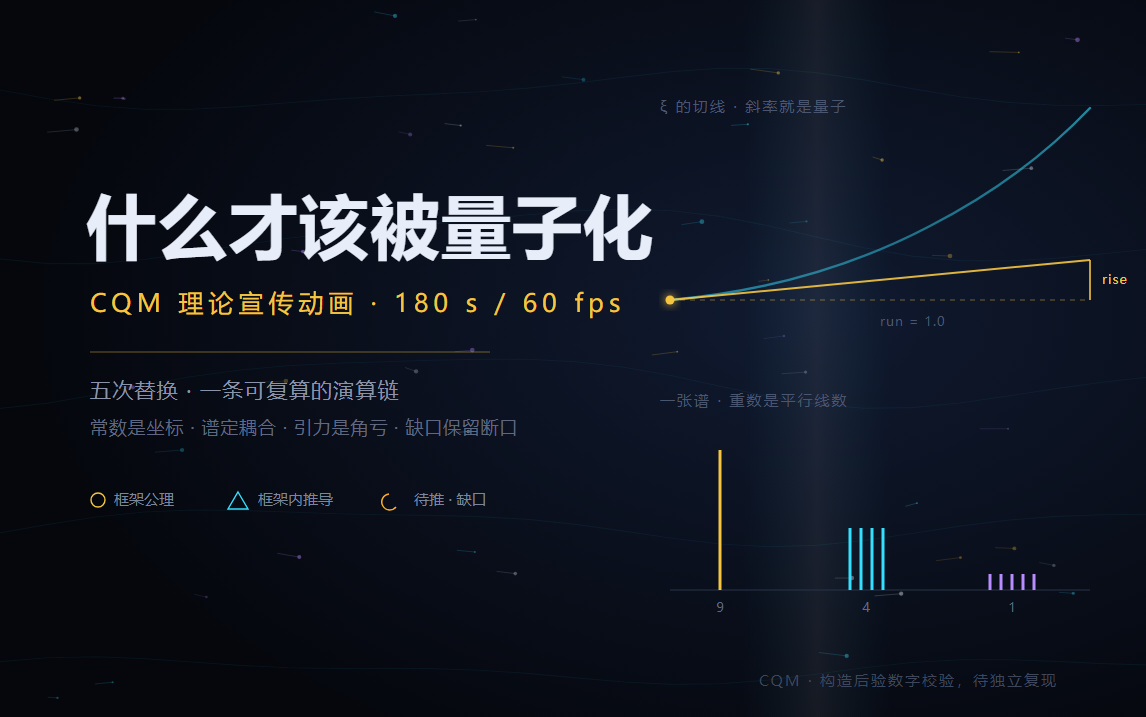 ξ 的切线 · 斜率就是量子
什么才该被量子化
CQM 理论宣传动画 · 180 s / 60 fps
rise
run = 1.0
五次替换 · 一条可复算的演算链
常数是坐标 · 谱定耦合 · 引力是角亏 · 缺口保留断口
一张谱 · 重数是平行线数
框架公理
框架内推导
待推 · 缺口
9
4
1
CQM · 构造后验数字校验，待独立复现